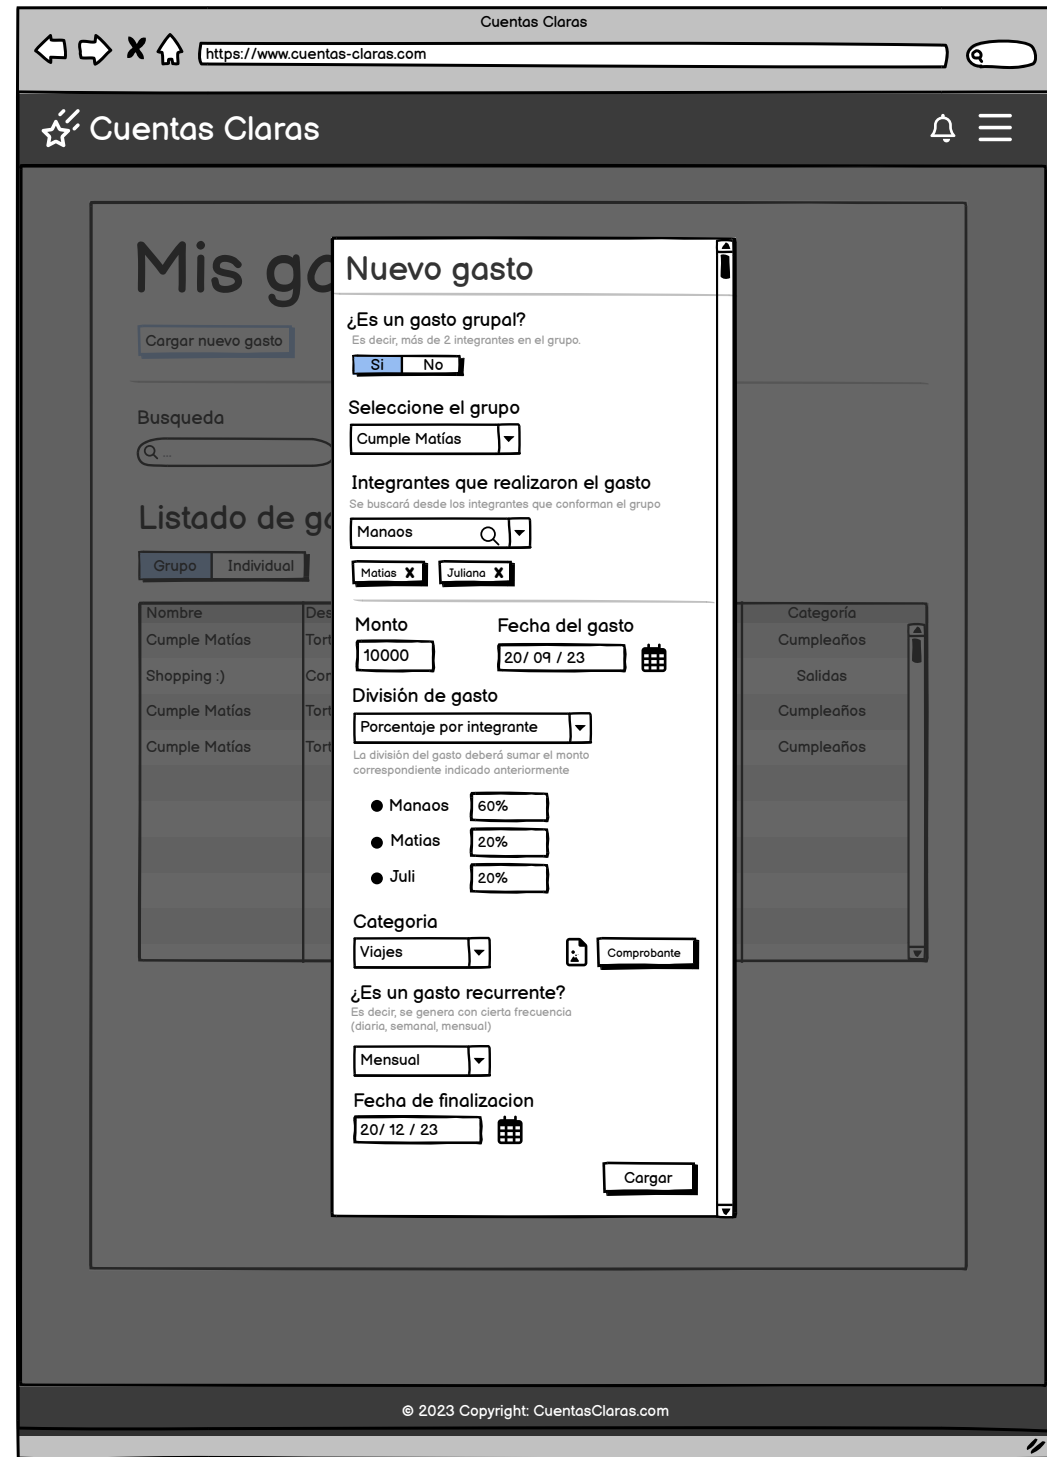 Cuentas Claras
https://www.cuentas-claras.com
Cuentas Claras
Mis ga
Cargar nuevo gasto
Busqueda
...
Listado de ga
Grupo Individual
Nombre Des Categoría
Cumple Matías Tort Cumpleaños
Shopping :) Cor Salidas
Cumple Matías Tort Cumpleaños
Cumple Matías Tort Cumpleaños
Nuevo gasto
¿Es un gasto grupal?
Es decir, más de 2 integrantes en el grupo.
Si No
Seleccione el grupo
Cumple Matías
Integrantes que realizaron el gasto
Se buscará desde los integrantes que conforman el grupo
Manaos
Matias X Juliana X
Monto Fecha del gasto
10000 20/ 09 / 23
División de gasto
Porcentaje por integrante
La división del gasto deberá sumar el monto
correspondiente indicado anteriormente
Manaos 60%
Matias 20%
Juli 20%
Categoria
Viajes Comprobante
¿Es un gasto recurrente?
Es decir, se genera con cierta frecuencia
(diaria, semanal, mensual)
Mensual
Fecha de finalizacion
20/ 12 / 23
Cargar
© 2023 Copyright: CuentasClaras.com